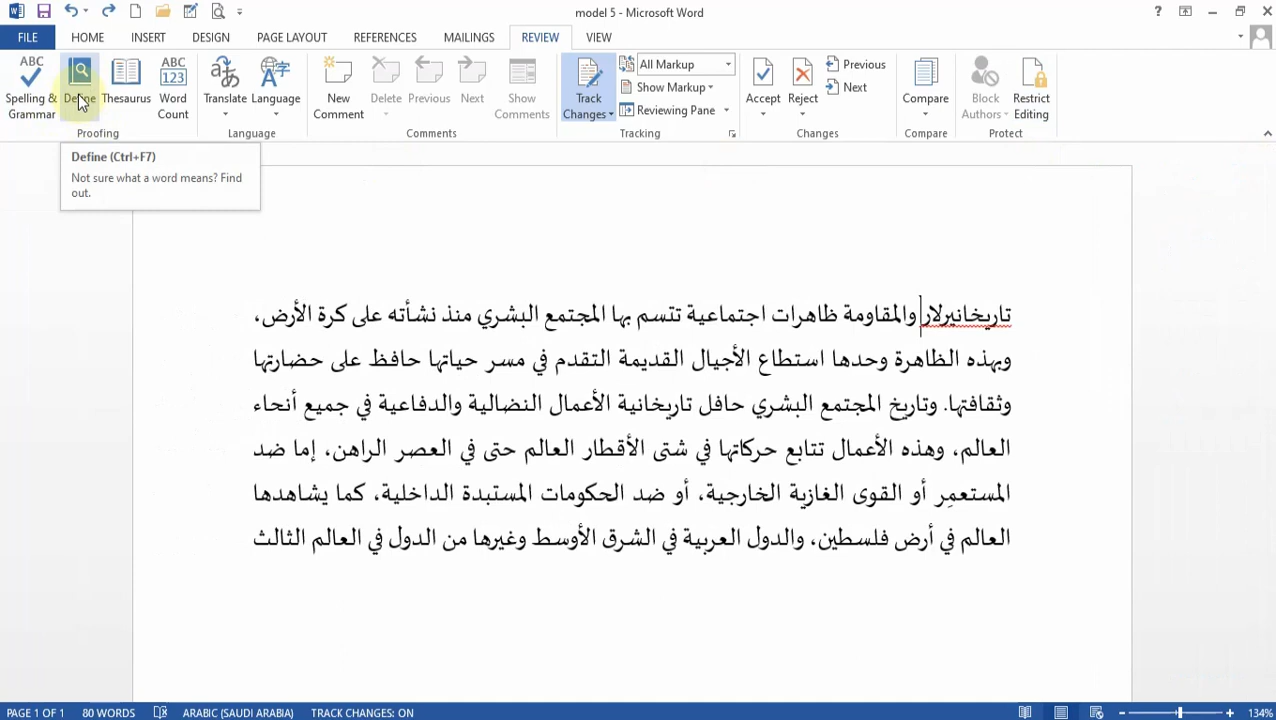 model 5 - Microsoft Word
FILE HOME INSERT DESIGN PAGE LAYOUT REFERENCES MAILINGS REVIEW VIEW
ABC
Spelling & Grammar
Define
Thesaurus
ABC 123
Word Count
Proofing
Translate
Language
Language
New Comment
Delete
Previous
Next
Show Comments
Comments
Track Changes
All Markup
Show Markup
Reviewing Pane
Tracking
Accept
Reject
Previous
Next
Changes
Compare
Compare
Block Authors
Restrict Editing
Protect
Define (Ctrl+F7)
Not sure what a word means? Find
out.
تاريخانيرلار والمقاومة ظاهرات اجتماعية تتسم بها المجتمع البشري منذ نشأته على كرة الأرض،
وبهذه الظاهرة وحدها استطاع الأجيال القديمة التقدم في مسر حياتها حافظ على حضارتها
وثقافتها. وتاريخ المجتمع البشري حافل تاريخانية الأعمال النضالية والدفاعية في جميع أنحاء
العالم، وهذه الأعمال تتابع حركاتها في شتى الأقطار العالم حتى في العصر الراهن، إما ضد
المستعمِر أو القوى الغازية الخارجية، أو ضد الحكومات المستبدة الداخلية، كما يشاهدها
العالم في أرض فلسطين، والدول العربية في الشرق الأوسط وغيرها من الدول في العالم الثالث
PAGE 1 OF 1 80 WORDS ARABIC (SAUDI ARABIA) TRACK CHANGES: ON 134%